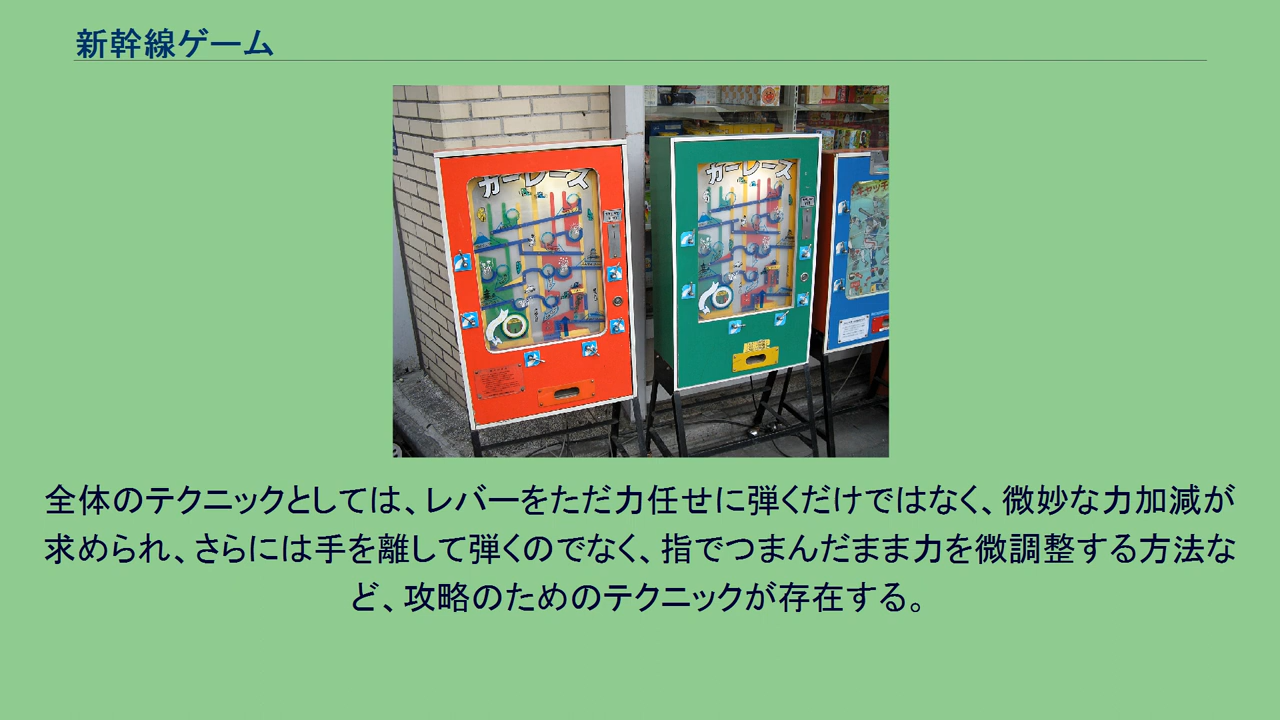 新幹線ゲーム
カーレース
カーレース
キャッチ
全体のテクニックとしては、レバーをただ力任せに弾くだけではなく、微妙な力加減が
求められ、さらには手を離して弾くのでなく、指でつまんだまま力を微調整する方法な
ど、攻略のためのテクニックが存在する。